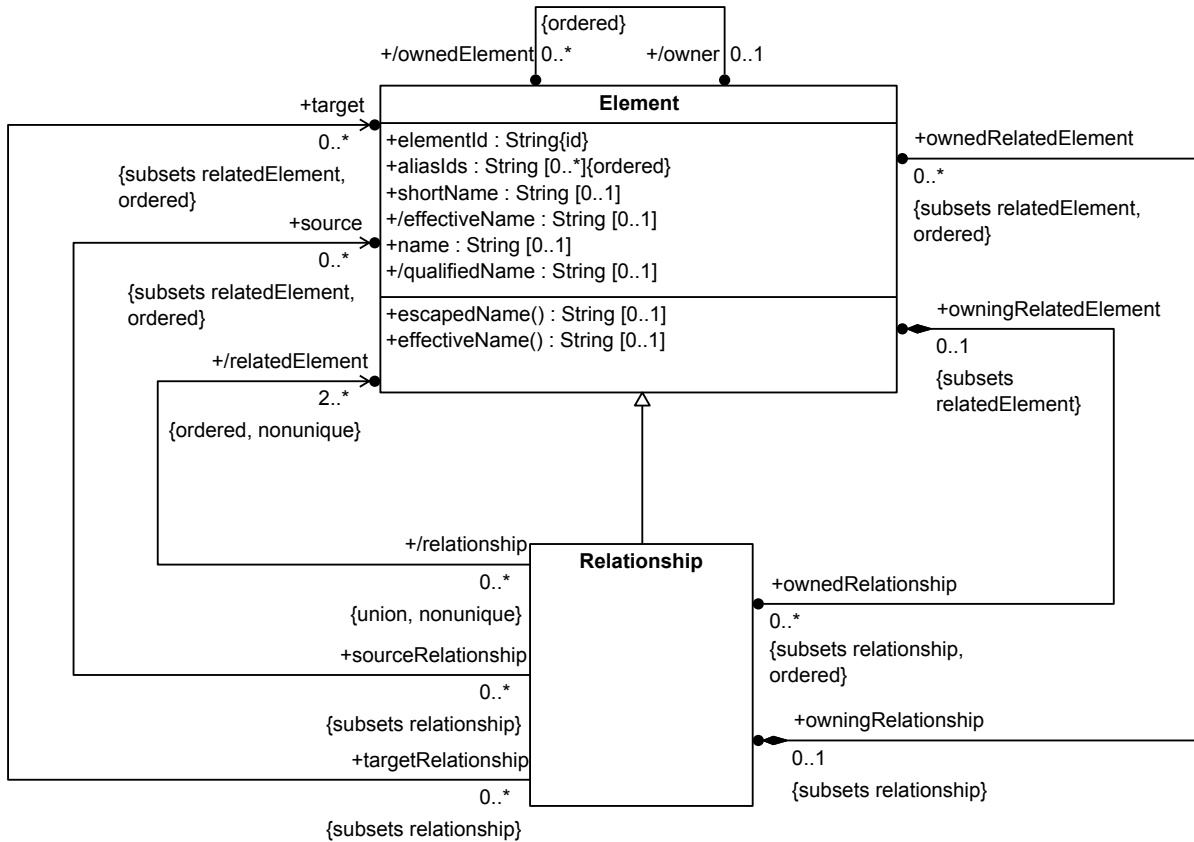 {ordered}
+/ownedElement 0..*
+/owner 0..1
Element
+elementId : String{id}
+aliasIds : String [0..*]{ordered}
+shortName : String [0..1]
+/effectiveName : String [0..1]
+name : String [0..1]
+/qualifiedName : String [0..1]
+escapedName() : String [0..1]
+effectiveName() : String [0..1]
+target
0..*
{subsets relatedElement,
ordered}
+source
0..*
{subsets relatedElement,
ordered}
+/relatedElement
2..*
{ordered, nonunique}
+ownedRelatedElement
0..*
{subsets relatedElement,
ordered}
+owningRelatedElement
0..1
{subsets
relatedElement}
Relationship
+/relationship
0..*
{union, nonunique}
+sourceRelationship
0..*
{subsets relationship}
+targetRelationship
0..*
{subsets relationship}
+ownedRelationship
0..*
{subsets relationship,
ordered}
+owningRelationship
0..1
{subsets relationship}